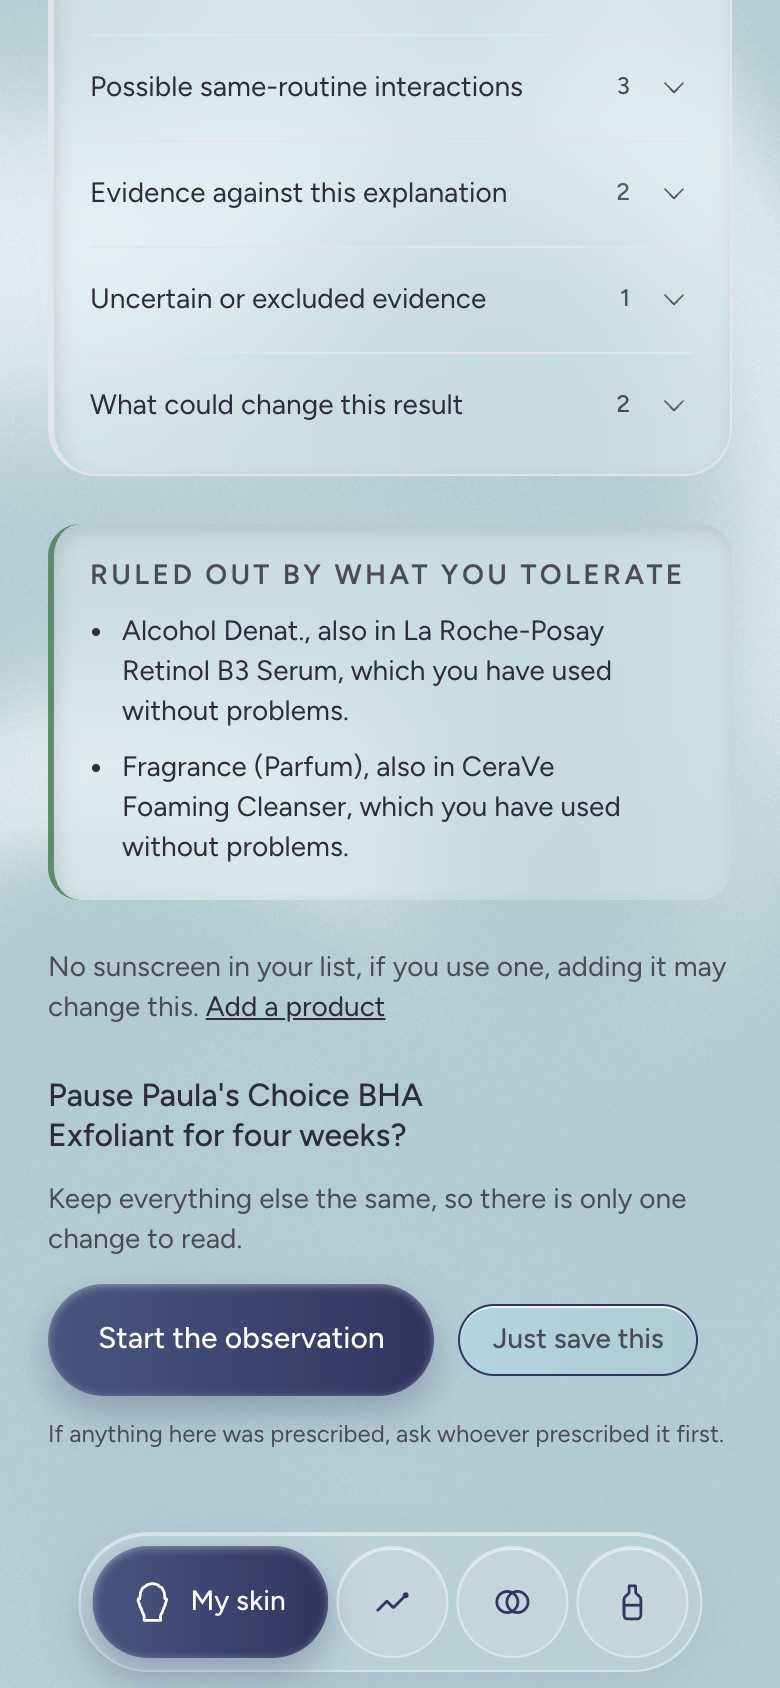 Possible same-routine interactions 3
Evidence against this explanation 2
Uncertain or excluded evidence 1
What could change this result 2
RULED OUT BY WHAT YOU TOLERATE
• Alcohol Denat., also in La Roche-Posay
Retinol B3 Serum, which you have used
without problems.
• Fragrance (Parfum), also in CeraVe
Foaming Cleanser, which you have used
without problems.
No sunscreen in your list, if you use one, adding it may
change this. Add a product
Pause Paula's Choice BHA
Exfoliant for four weeks?
Keep everything else the same, so there is only one
change to read.
Start the observation
Just save this
If anything here was prescribed, ask whoever prescribed it first.
My skin